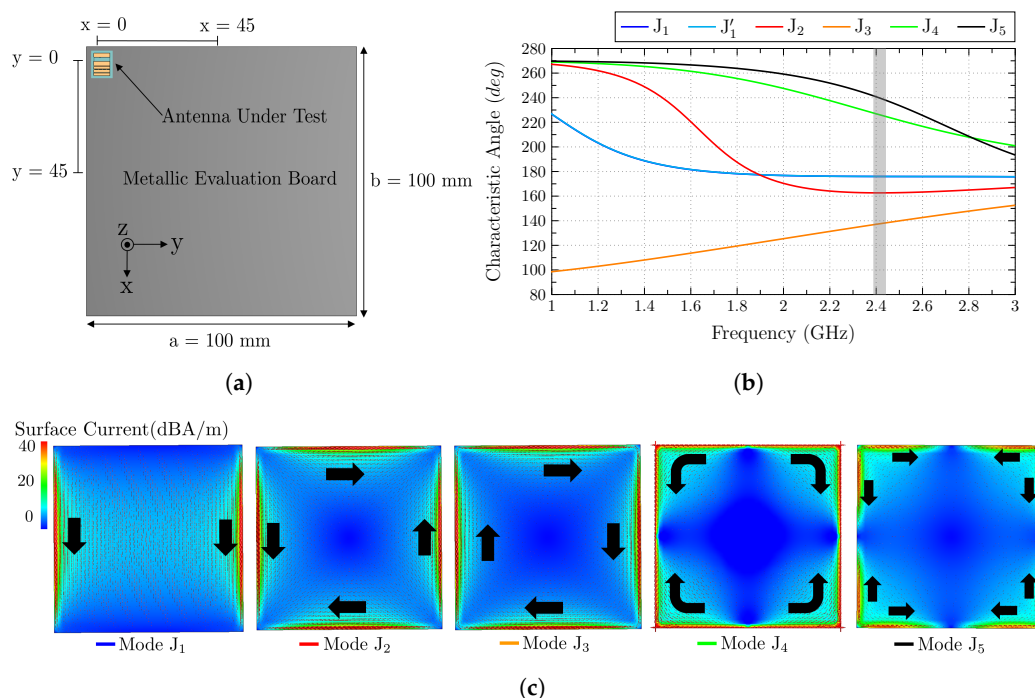 x = 0
x = 45
y = 0
Antenna Under Test
y = 45
Metallic Evaluation Board
b = 100 mm
z
y
x
a = 100 mm
(a)
J₁ J′₁ J₂ J₃ J₄ J₅
Characteristic Angle (deg)
280
260
240
220
200
180
160
140
120
100
80
1 1.2 1.4 1.6 1.8 2 2.2 2.4 2.6 2.8 3
Frequency (GHz)
(b)
Surface Current(dBA/m)
40
20
0
Mode J₁ Mode J₂ Mode J₃ Mode J₄ Mode J₅
(c)